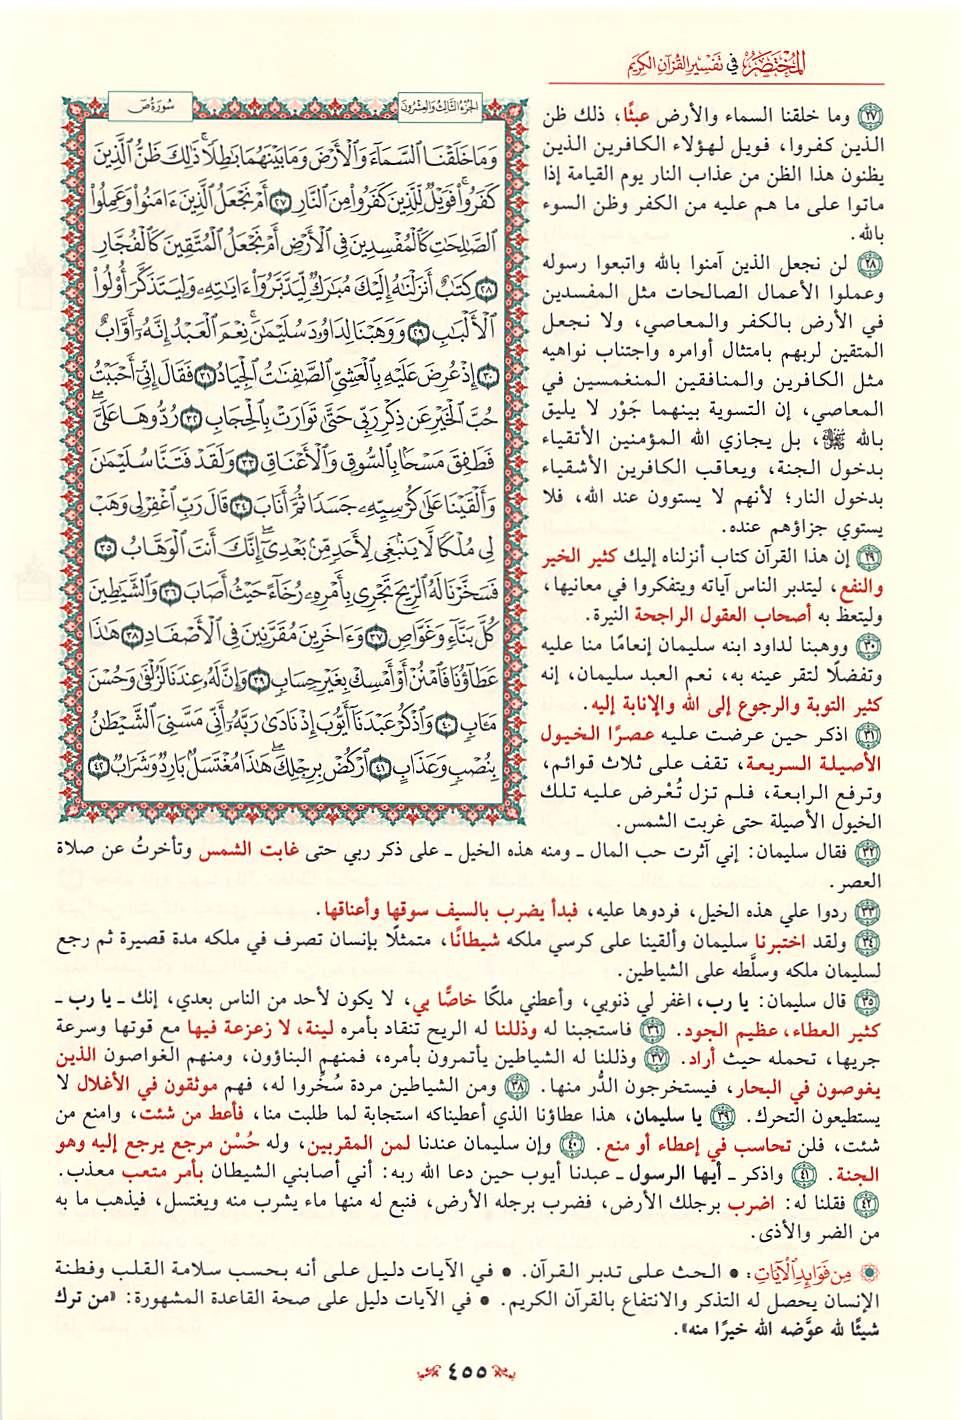 المختصر في تفسير القرآن الكريم
الجزء الثالث والعشرون
سورة ص
وَمَا خَلَقْنَا السَّمَاءَ وَالْأَرْضَ وَمَا بَيْنَهُمَا بَاطِلًا ذَٰلِكَ ظَنُّ الَّذِينَ
كَفَرُوا فَوَيْلٌ لِّلَّذِينَ كَفَرُوا مِنَ النَّارِ ٢٧ أَمْ نَجْعَلُ الَّذِينَ ءَامَنُوا وَعَمِلُوا
الصَّالِحَاتِ كَالْمُفْسِدِينَ فِي الْأَرْضِ أَمْ نَجْعَلُ الْمُتَّقِينَ كَالْفُجَّارِ
٢٨ كِتَابٌ أَنزَلْنَاهُ إِلَيْكَ مُبَارَكٌ لِّيَدَّبَّرُوا ءَايَاتِهِ وَلِيَتَذَكَّرَ أُولُوا
الْأَلْبَابِ ٢٩ وَوَهَبْنَا لِدَاوُدَ سُلَيْمَانَ نِعْمَ الْعَبْدُ إِنَّهُ أَوَّابٌ
٣٠ إِذْ عُرِضَ عَلَيْهِ بِالْعَشِيِّ الصَّافِنَاتُ الْجِيَادُ ٣١ فَقَالَ إِنِّي أَحْبَبْتُ
حُبَّ الْخَيْرِ عَن ذِكْرِ رَبِّي حَتَّىٰ تَوَارَتْ بِالْحِجَابِ ٣٢ رُدُّوهَا عَلَيَّ
فَطَفِقَ مَسْحًا بِالسُّوقِ وَالْأَعْنَاقِ ٣٣ وَلَقَدْ فَتَنَّا سُلَيْمَانَ
وَأَلْقَيْنَا عَلَىٰ كُرْسِيِّهِ جَسَدًا ثُمَّ أَنَابَ ٣٤ قَالَ رَبِّ اغْفِرْ لِي وَهَبْ
لِي مُلْكًا لَّا يَنبَغِي لِأَحَدٍ مِّنْ بَعْدِي إِنَّكَ أَنتَ الْوَهَّابُ ٣٥
فَسَخَّرْنَا لَهُ الرِّيحَ تَجْرِي بِأَمْرِهِ رُخَاءً حَيْثُ أَصَابَ ٣٦ وَالشَّيَاطِينَ
كُلَّ بَنَّاءٍ وَغَوَّاصٍ ٣٧ وَءَاخَرِينَ مُقَرَّنِينَ فِي الْأَصْفَادِ ٣٨ هَٰذَا
عَطَاؤُنَا فَامْنُنْ أَوْ أَمْسِكْ بِغَيْرِ حِسَابٍ ٣٩ وَإِنَّ لَهُ عِندَنَا لَزُلْفَىٰ وَحُسْنَ
مَـَٔابٍ ٤٠ وَاذْكُرْ عَبْدَنَا أَيُّوبَ إِذْ نَادَىٰ رَبَّهُ أَنِّي مَسَّنِيَ الشَّيْطَانُ
بِنُصْبٍ وَعَذَابٍ ٤١ ارْكُضْ بِرِجْلِكَ هَٰذَا مُغْتَسَلٌ بَارِدٌ وَشَرَابٌ ٤٢
٢٧ وما خلقنا السماء والأرض عبثًا، ذلك ظن
الذين كفروا، فويل لهؤلاء الكافرين الذين
يظنون هذا الظن من عذاب النار يوم القيامة إذا
ماتوا على ما هم عليه من الكفر وظن السوء
بالله.
٢٨ لن نجعل الذين آمنوا بالله واتبعوا رسوله
وعملوا الأعمال الصالحات مثل المفسدين
في الأرض بالكفر والمعاصي، ولا نجعل
المتقين لربهم بامتثال أوامره واجتناب نواهيه
مثل الكافرين والمنافقين المنغمسين في
المعاصي، إن التسوية بينهما جَوْر لا يليق
بالله ﷻ، بل يجازي الله المؤمنين الأتقياء
بدخول الجنة، ويعاقب الكافرين الأشقياء
بدخول النار؛ لأنهم لا يستوون عند الله، فلا
يستوي جزاؤهم عنده.
٢٩ إن هذا القرآن كتاب أنزلناه إليك كثير الخير
والنفع، ليتدبر الناس آياته ويتفكروا في معانيها،
وليتعظ به أصحاب العقول الراجحة النيرة.
٣٠ ووهبنا لداود ابنه سليمان إنعامًا منا عليه
وتفضلًا لتقر عينه به، نعم العبد سليمان، إنه
كثير التوبة والرجوع إلى الله والإنابة إليه.
٣١ اذكر حين عرضت عليه عصرًا الخيول
الأصيلة السريعة، تقف على ثلاث قوائم،
وترفع الرابعة، فلم تزل تُعْرض عليه تلك
الخيول الأصيلة حتى غربت الشمس.
٣٢ فقال سليمان: إني آثرت حب المال ـ ومنه هذه الخيل ـ على ذكر ربي حتى غابت الشمس وتأخرتُ عن صلاة
العصر.
٣٣ ردوا علي هذه الخيل، فردوها عليه، فبدأ يضرب بالسيف سوقها وأعناقها.
٣٤ ولقد اختبرنا سليمان وألقينا على كرسي ملكه شيطانًا، متمثلًا بإنسان تصرف في ملكه مدة قصيرة ثم رجع
لسليمان ملكه وسلَّطه على الشياطين.
٣٥ قال سليمان: يا رب، اغفر لي ذنوبي، وأعطني ملكًا خاصًّا بي، لا يكون لأحد من الناس بعدي، إنك ـ يا رب ـ
كثير العطاء، عظيم الجود. ٣٦ فاستجبنا له وذللنا له الريح تنقاد بأمره لينة، لا زعزعة فيها مع قوتها وسرعة
جريها، تحمله حيث أراد. ٣٧ وذللنا له الشياطين يأتمرون بأمره، فمنهم البناؤون، ومنهم الغواصون الذين
يغوصون في البحار، فيستخرجون الدُّر منها. ٣٨ ومن الشياطين مردة سُخِّروا له، فهم موثقون في الأغلال لا
يستطيعون التحرك. ٣٩ يا سليمان، هذا عطاؤنا الذي أعطيناكه استجابة لما طلبت منا، فأعط من شئت، وامنع من
شئت، فلن تحاسب في إعطاء أو منع. ٤٠ وإن سليمان عندنا لمن المقربين، وله حُسْن مرجع يرجع إليه وهو
الجنة. ٤١ واذكر ـ أيها الرسول ـ عبدنا أيوب حين دعا الله ربه: أني أصابني الشيطان بأمر متعب معذب.
٤٢ فقلنا له: اضرب برجلك الأرض، فضرب برجله الأرض، فنبع له منها ماء يشرب منه ويغتسل، فيذهب ما به
من الضر والأذى.
من فوائد الآيات: • الحث على تدبر القرآن. • في الآيات دليل على أنه بحسب سلامة القلب وفطنة
الإنسان يحصل له التذكر والانتفاع بالقرآن الكريم. • في الآيات دليل على صحة القاعدة المشهورة: «من ترك
شيئًا لله عوَّضه الله خيرًا منه».
٤٥٥